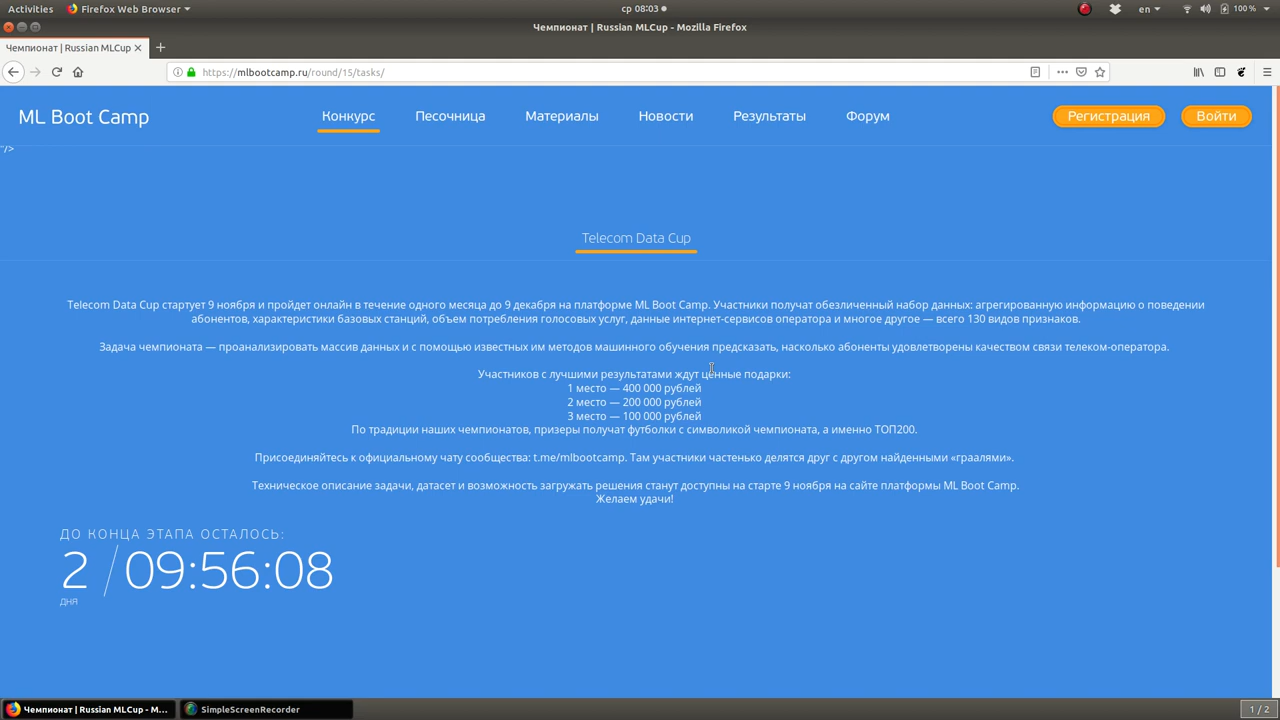 Activities Firefox Web Browser ср 08:03 en 100 %
Чемпионат | Russian MLCup - Mozilla Firefox
Чемпионат | Russian MLCup
https://mlbootcamp.ru/round/15/tasks/
ML Boot Camp Конкурс Песочница Материалы Новости Результаты Форум Регистрация Войти
"/>
Telecom Data Cup
Telecom Data Cup стартует 9 ноября и пройдет онлайн в течение одного месяца до 9 декабря на платформе ML Boot Camp. Участники получат обезличенный набор данных: агрегированную информацию о поведении
абонентов, характеристики базовых станций, объем потребления голосовых услуг, данные интернет-сервисов оператора и многое другое — всего 130 видов признаков.
Задача чемпионата — проанализировать массив данных и с помощью известных им методов машинного обучения предсказать, насколько абоненты удовлетворены качеством связи телеком-оператора.
Участников с лучшими результатами ждут ценные подарки:
1 место — 400 000 рублей
2 место — 200 000 рублей
3 место — 100 000 рублей
По традиции наших чемпионатов, призеры получат футболки с символикой чемпионата, а именно ТОП200.
Присоединяйтесь к официальному чату сообщества: t.me/mlbootcamp. Там участники частенько делятся друг с другом найденными «граалями».
Техническое описание задачи, датасет и возможность загружать решения станут доступны на старте 9 ноября на сайте платформы ML Boot Camp.
Желаем удачи!
ДО КОНЦА ЭТАПА ОСТАЛОСЬ:
2 / 09:56:08
ДНЯ
Чемпионат | Russian MLCup - M... SimpleScreenRecorder 1 / 2